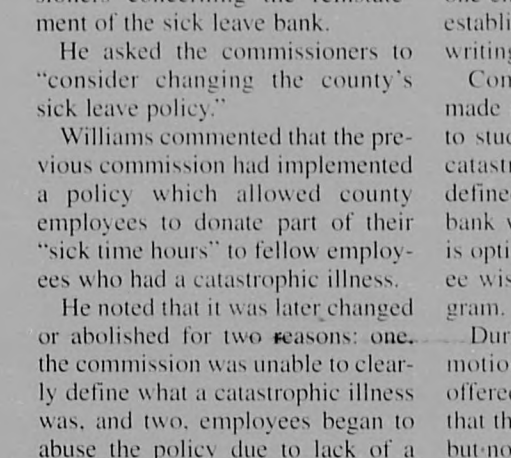 ment of the sick leave bank.
He asked the commissioners to
"consider changing the county's
sick leave policy."
Williams commented that the pre-
vious commission had implemented
a policy which allowed county
employees to donate part of their
"sick time hours" to fellow employ-
ees who had a catastrophic illness.
He noted that it was later changed
or abolished for two reasons: one,
the commission was unable to clear-
ly define what a catastrophic illness
was, and two, employees began to
abuse the policy due to lack of a
establi
writing
Con
made
to stud
catastr
define
bank v
is opti
ee wis
gram.
Dur
motio
offere
that th
but no